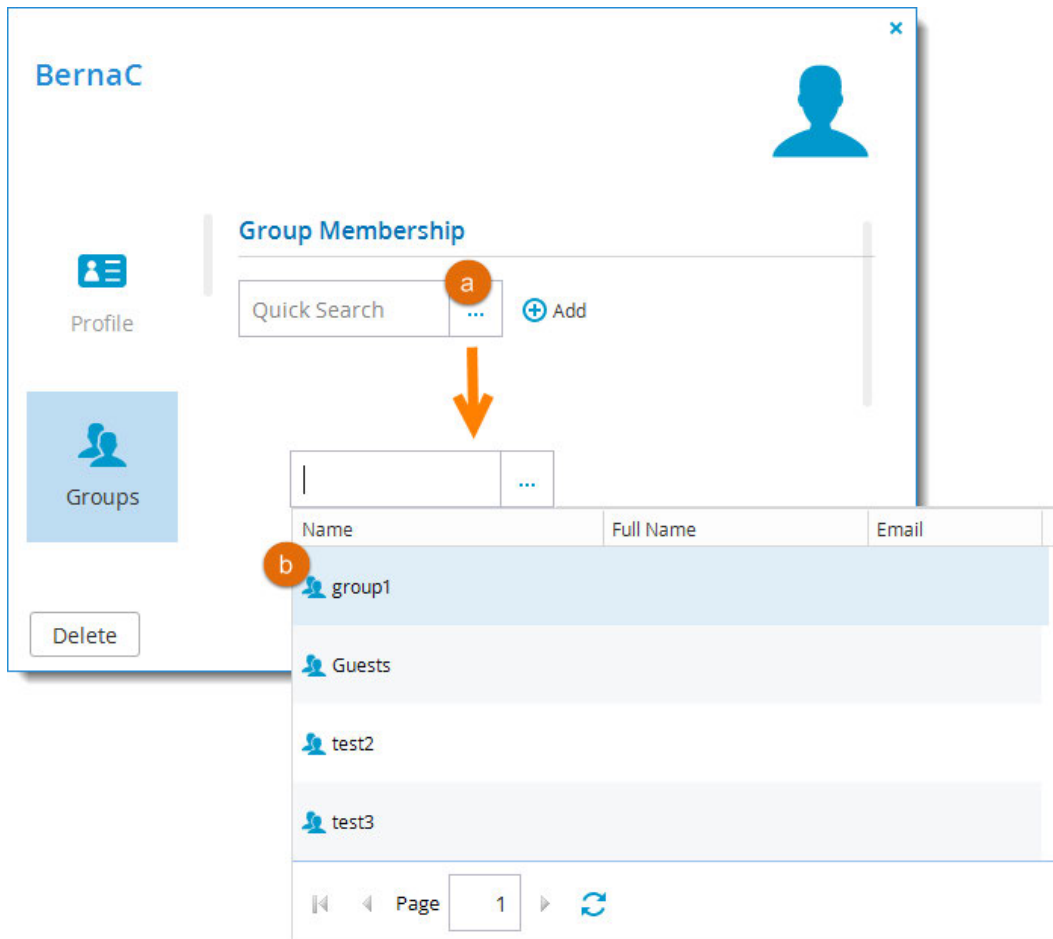 BernaC
Group Membership
a
Quick Search ... Add
Profile
Groups
...
Name Full Name Email
b
group1
Guests
Delete
test2
test3
Page 1